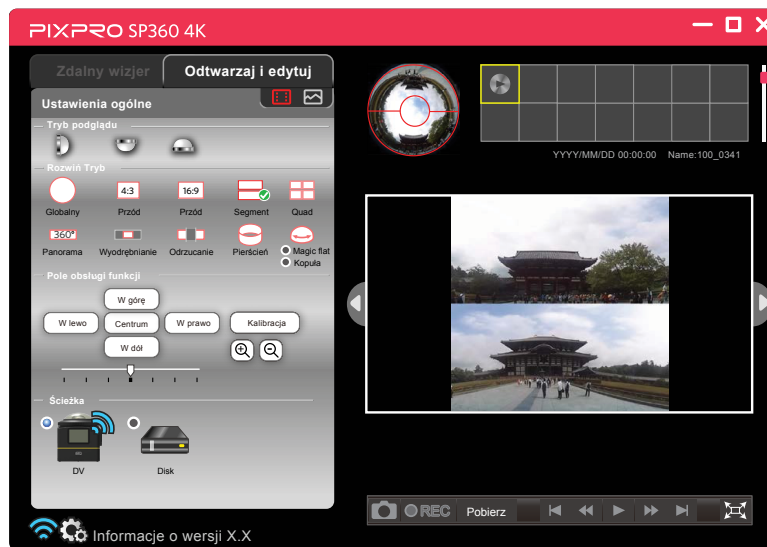 PIXPRO SP360 4K
Zdalny wizjer
Odtwarzaj i edytuj
Ustawienia ogólne
Tryb podglądu
Rozwiń Tryb
4:3
16:9
Globalny
Przód
Przód
Segment
Quad
360°
Panorama
Wyodrębnianie
Odrzucanie
Pierścień
Magic flat
Kopuła
Pole obsługi funkcji
W górę
W lewo
Centrum
W prawo
Kalibracja
W dół
Ścieżka
DV
Disk
Informacje o wersji X.X
YYYY/MM/DD 00:00:00
Name:100_0341
REC
Pobierz